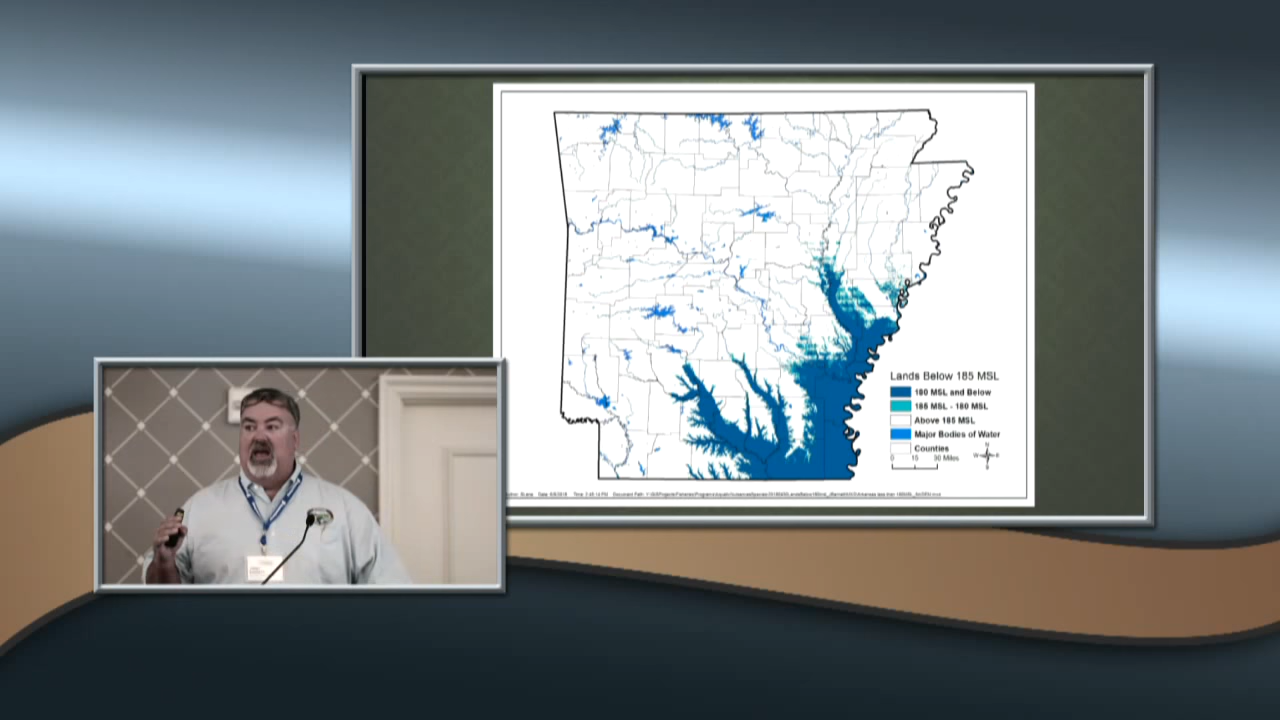 Lands Below 185 MSL
180 MSL and Below
185 MSL - 180 MSL
Above 185 MSL
Major Bodies of Water
Counties
0 15 30 Miles
N
W E
S